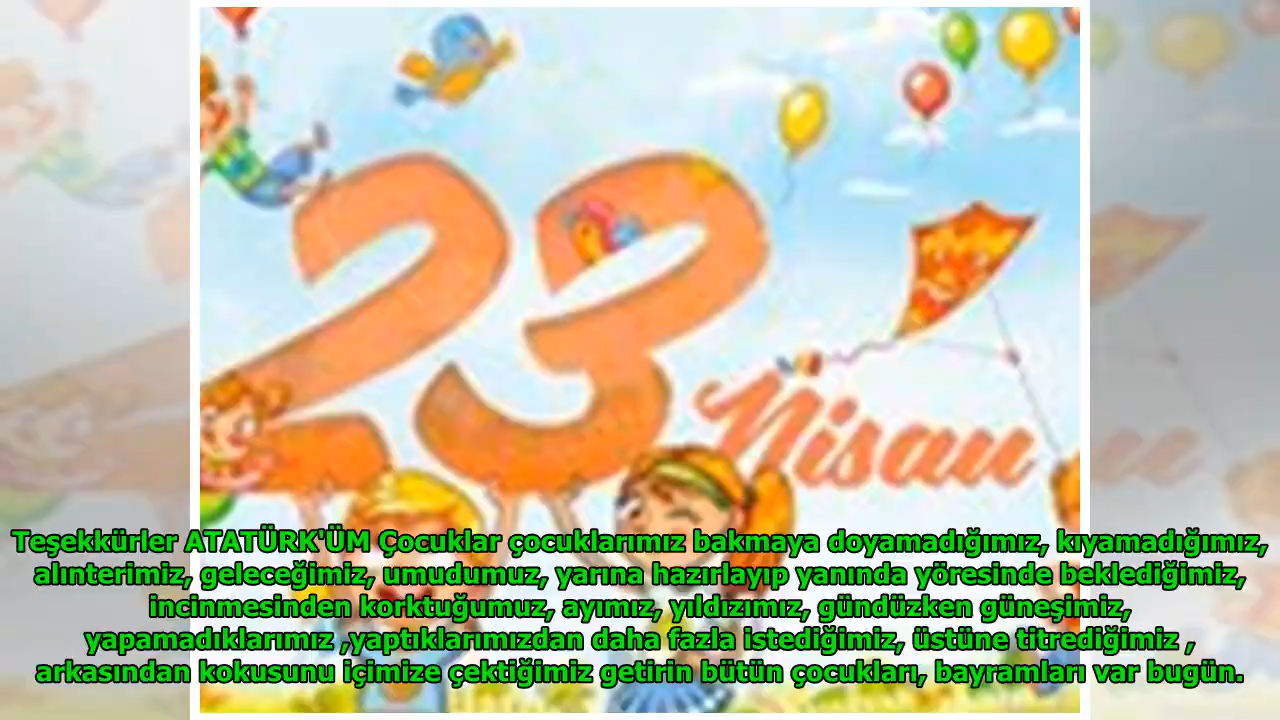 23
Nisan
Teşekkürler ATATÜRK'ÜM Çocuklar çocuklarımız bakmaya doyamadığımız, kıyamadığımız,
alınterimiz, geleceğimiz, umudumuz, yarına hazırlayıp yanında yöresinde beklediğimiz,
incinmesinden korktuğumuz, ayımız, yıldızımız, gündüzken güneşimiz,
yapamadıklarımız ,yaptıklarımızdan daha fazla istediğimiz, üstüne titrediğimiz ,
arkasından kokusunu içimize çektiğimiz getirin bütün çocukları, bayramları var bugün.